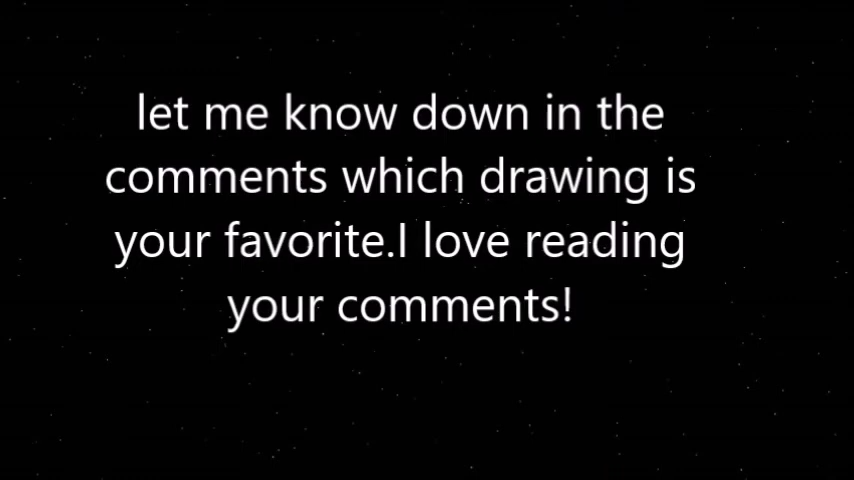 let me know down in the
comments which drawing is
your favorite.I love reading
your comments!